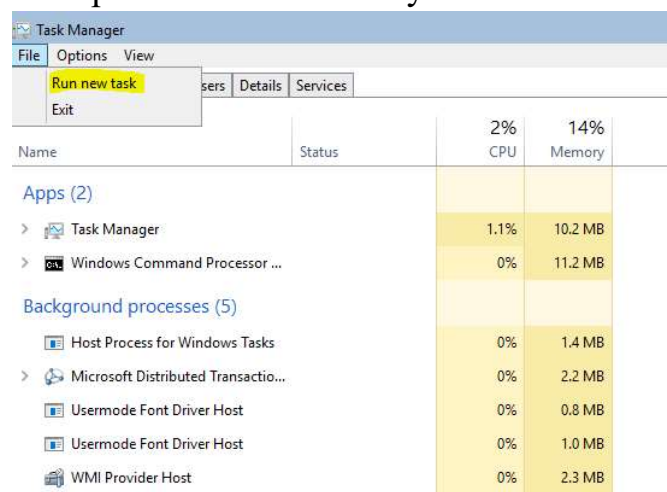 Task Manager
File Options View
Run new task
Exit
sers Details Services
2% 14%
Name Status CPU Memory
Apps (2)
Task Manager 1.1% 10.2 MB
Windows Command Processor ... 0% 11.2 MB
Background processes (5)
Host Process for Windows Tasks 0% 1.4 MB
Microsoft Distributed Transactio... 0% 2.2 MB
Usermode Font Driver Host 0% 0.8 MB
Usermode Font Driver Host 0% 1.0 MB
WMI Provider Host 0% 2.3 MB